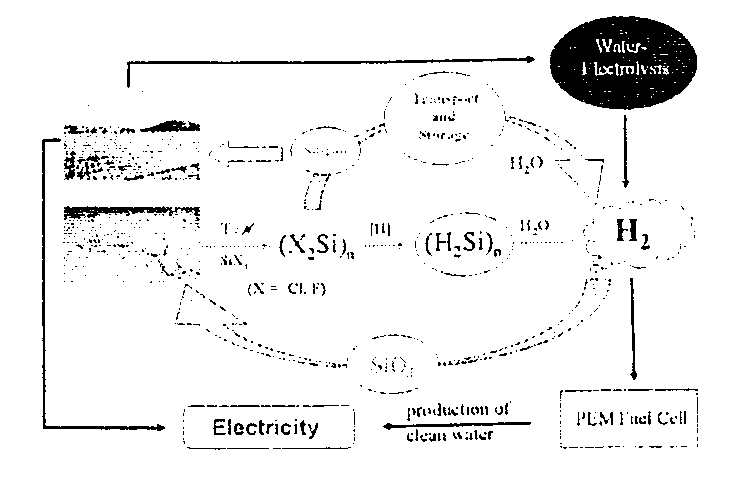 Water-
Electrolysis
Transport
and
Storage
Silicon
H₂O
T
SiX₄
(X₂Si)ₙ
[H]
(H₂Si)ₙ
H₂O
H₂
(X = Cl, F)
SiO₂
Electricity
production of
clean water
PEM Fuel Cell